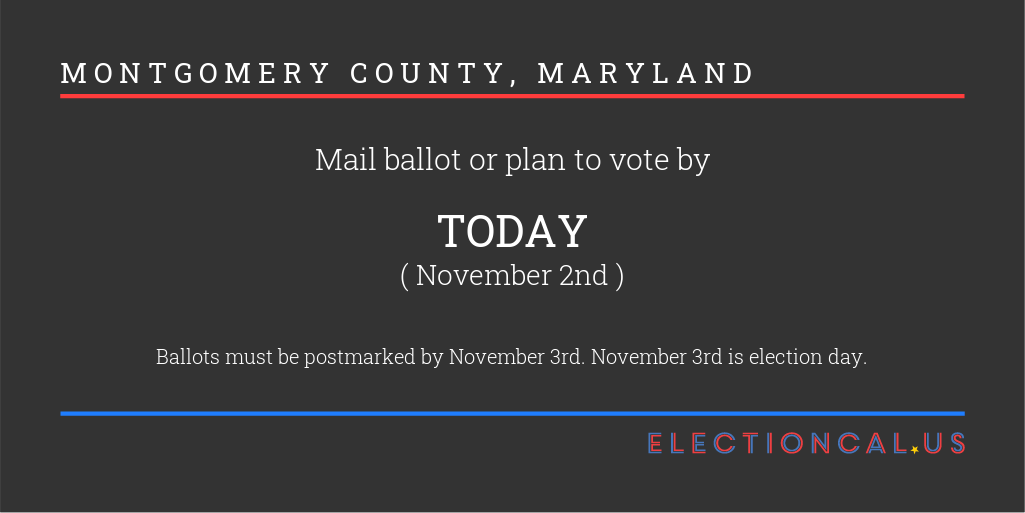 MONTGOMERY COUNTY, MARYLAND
Mail ballot or plan to vote by
TODAY
( November 2nd )
Ballots must be postmarked by November 3rd. November 3rd is election day.
ELECTIONCAL.US